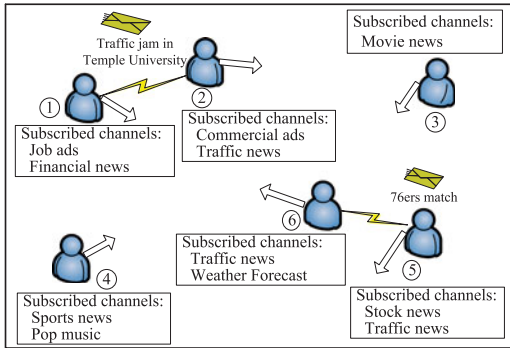 Traffic jam in
Temple University
1
2
Subscribed channels:
Job ads
Financial news
Subscribed channels:
Commercial ads
Traffic news
Subscribed channels:
Movie news
3
4
Subscribed channels:
Sports news
Pop music
6
Subscribed channels:
Traffic news
Weather Forecast
76ers match
5
Subscribed channels:
Stock news
Traffic news